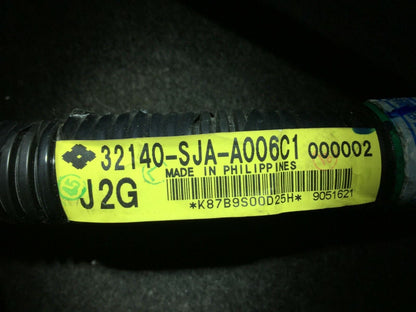 32140-SJA-A006C1 000002
MADE IN PHILIPPINES
J2G
*K87B9S00D25H* 9051621